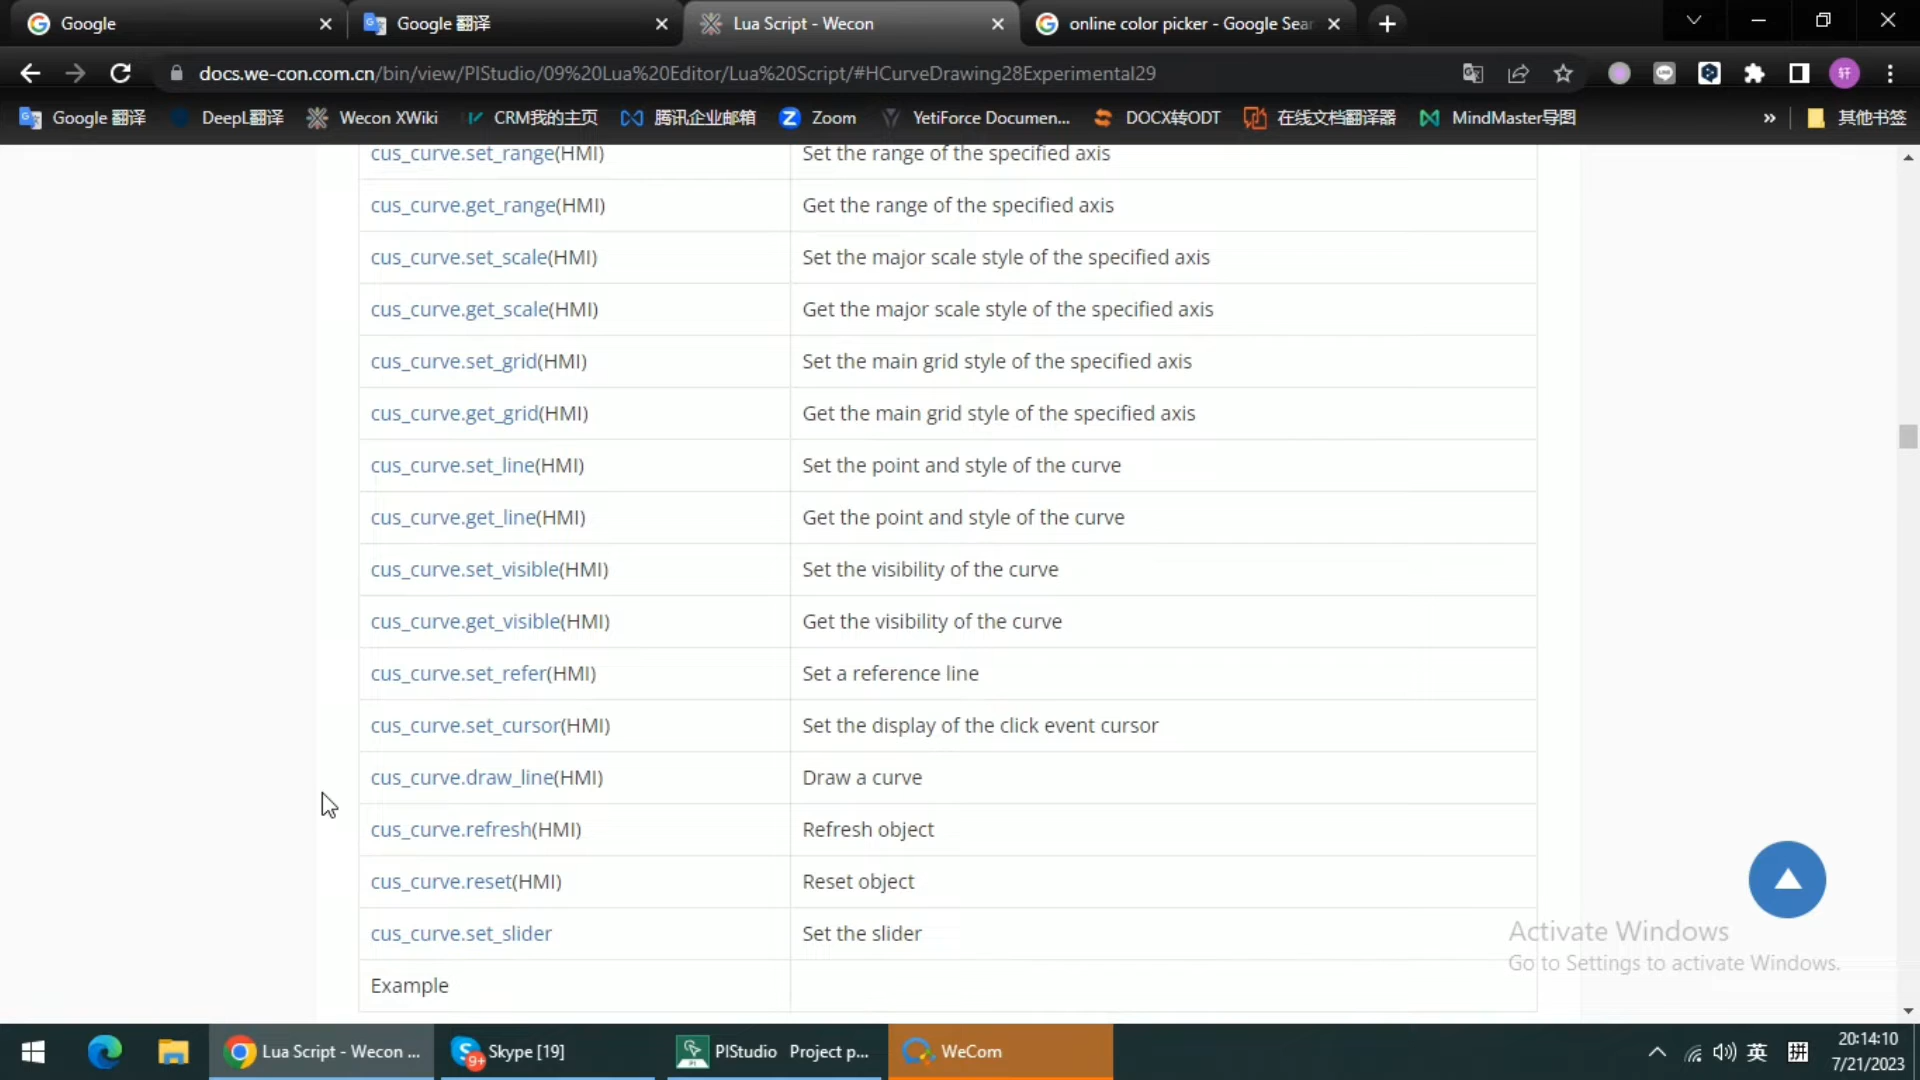 Google
Google 翻译
Lua Script - Wecon
online color picker - Google Sear
docs.we-con.com.cn/bin/view/PIStudio/09%20Lua%20Editor/Lua%20Script/#HCurveDrawing28Experimental29
轩
Google 翻译
DeepL翻译
Wecon XWiki
CRM我的主页
腾讯企业邮箱
Zoom
YetiForce Documen...
DOCX转ODT
在线文档翻译器
MindMaster导图
»
其他书签
cus_curve.set_range(HMI) Set the range of the specified axis
cus_curve.get_range(HMI) Get the range of the specified axis
cus_curve.set_scale(HMI) Set the major scale style of the specified axis
cus_curve.get_scale(HMI) Get the major scale style of the specified axis
cus_curve.set_grid(HMI) Set the main grid style of the specified axis
cus_curve.get_grid(HMI) Get the main grid style of the specified axis
cus_curve.set_line(HMI) Set the point and style of the curve
cus_curve.get_line(HMI) Get the point and style of the curve
cus_curve.set_visible(HMI) Set the visibility of the curve
cus_curve.get_visible(HMI) Get the visibility of the curve
cus_curve.set_refer(HMI) Set a reference line
cus_curve.set_cursor(HMI) Set the display of the click event cursor
cus_curve.draw_line(HMI) Draw a curve
cus_curve.refresh(HMI) Refresh object
cus_curve.reset(HMI) Reset object
cus_curve.set_slider Set the slider
Example
Activate Windows
Go to Settings to activate Windows.
Lua Script - Wecon ...
9+
Skype [19]
PIStudio Project p...
WeCom
英
拼
20:14:10
7/21/2023